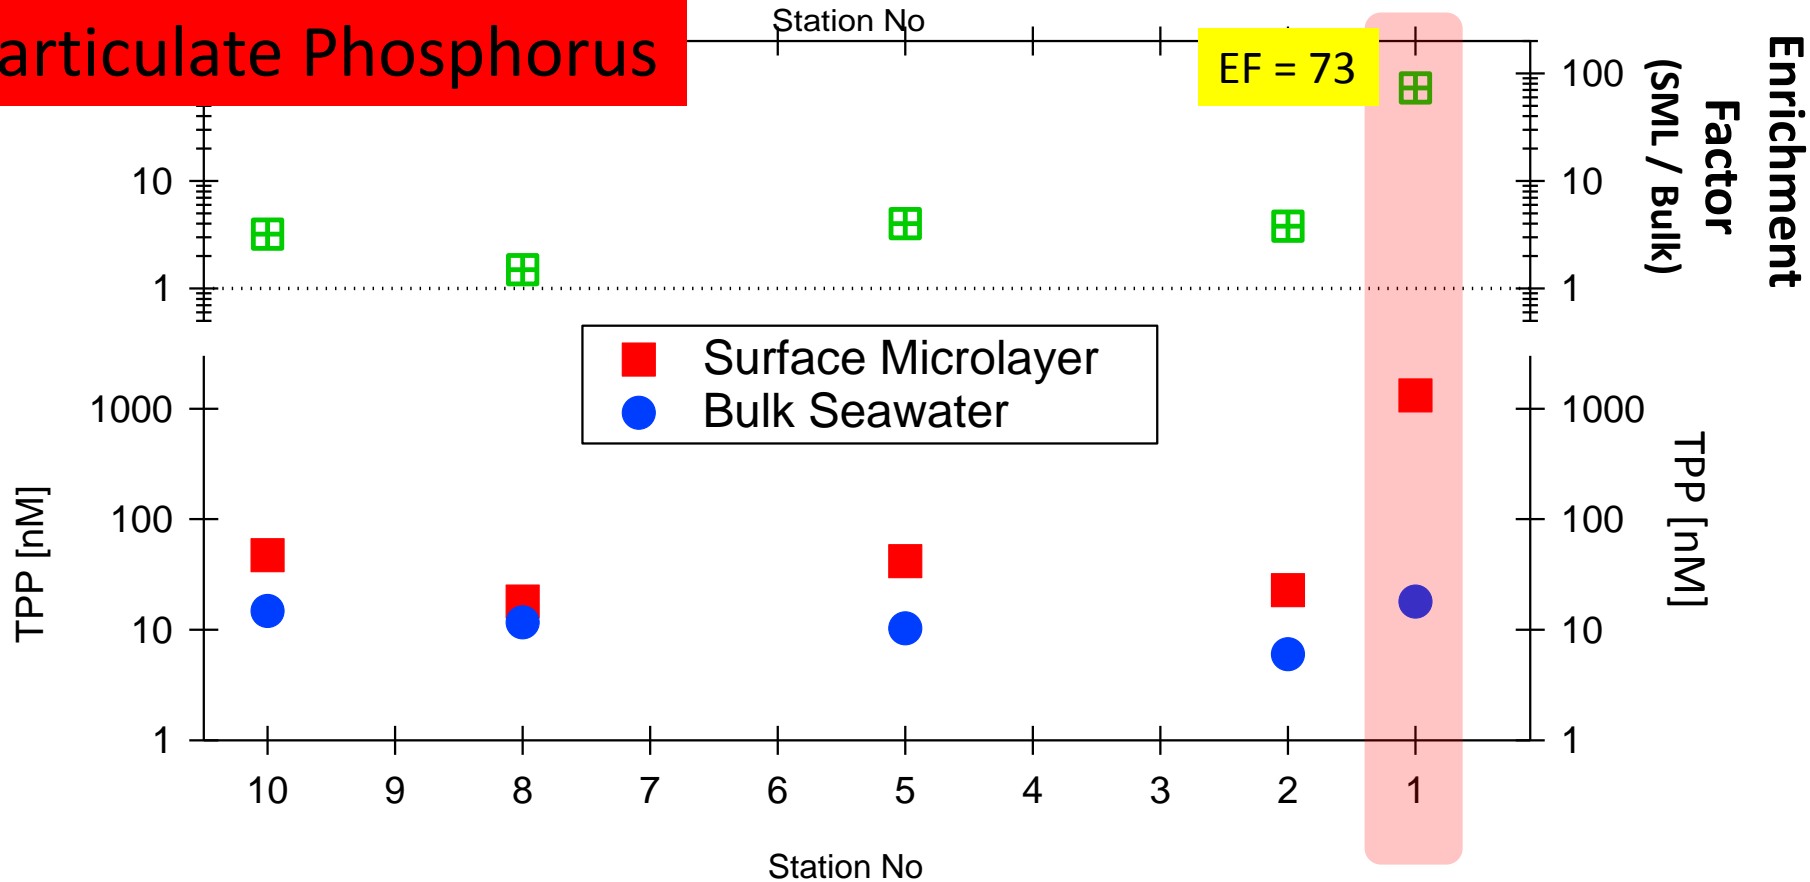 Station No
articulate Phosphorus
EF = 73
100
10
10
1
1
Enrichment
Factor
(SML / Bulk)
Surface Microlayer
Bulk Seawater
1000
1000
100
100
10
10
1
1
TPP [nM]
TPP [nM]
10 9 8 7 6 5 4 3 2 1
Station No